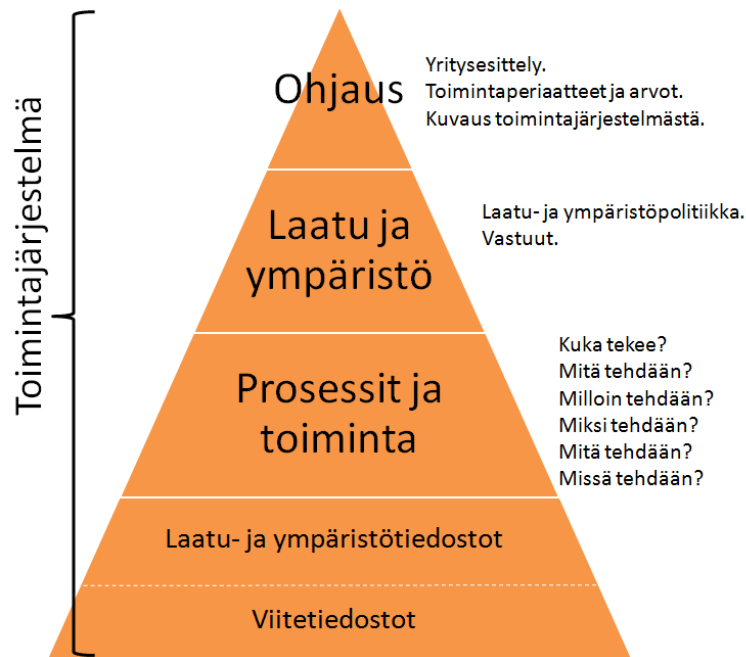 Toimintajärjestelmä
Ohjaus
Yritysesittely.
Toimintaperiaatteet ja arvot.
Kuvaus toimintajärjestelmästä.
Laatu ja
ympäristö
Laatu- ja ympäristöpolitiikka.
Vastuut.
Prosessit ja
toiminta
Kuka tekee?
Mitä tehdään?
Milloin tehdään?
Miksi tehdään?
Mitä tehdään?
Missä tehdään?
Laatu- ja ympäristötiedostot
Viitetiedostot